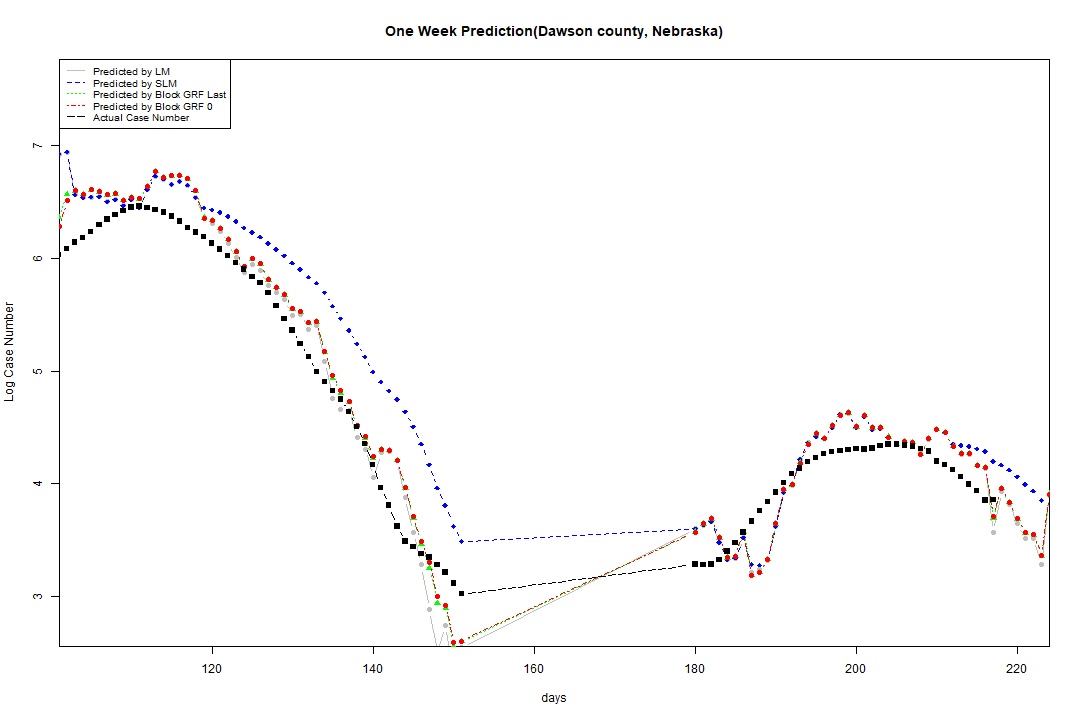 One Week Prediction(Dawson county, Nebraska)
Predicted by LM
Predicted by SLM
Predicted by Block GRF Last
Predicted by Block GRF 0
Actual Case Number
7
6
5
4
3
Log Case Number
120 140 160 180 200 220
days